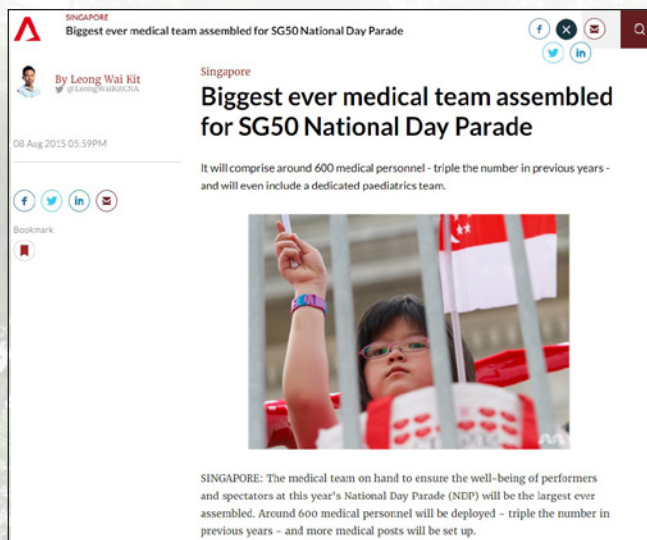 SINGAPORE
Biggest ever medical team assembled for SG50 National Day Parade
By Leong Wai Kit
@LeongWaiKitCNA
08 Aug 2015 05:59PM
Bookmark
Singapore
Biggest ever medical team assembled
for SG50 National Day Parade
It will comprise around 600 medical personnel - triple the number in previous years -
and will even include a dedicated paediatrics team.
SINGAPORE: The medical team on hand to ensure the well-being of performers
and spectators at this year's National Day Parade (NDP) will be the largest ever
assembled. Around 600 medical personnel will be deployed – triple the number in
previous years – and more medical posts will be set up.